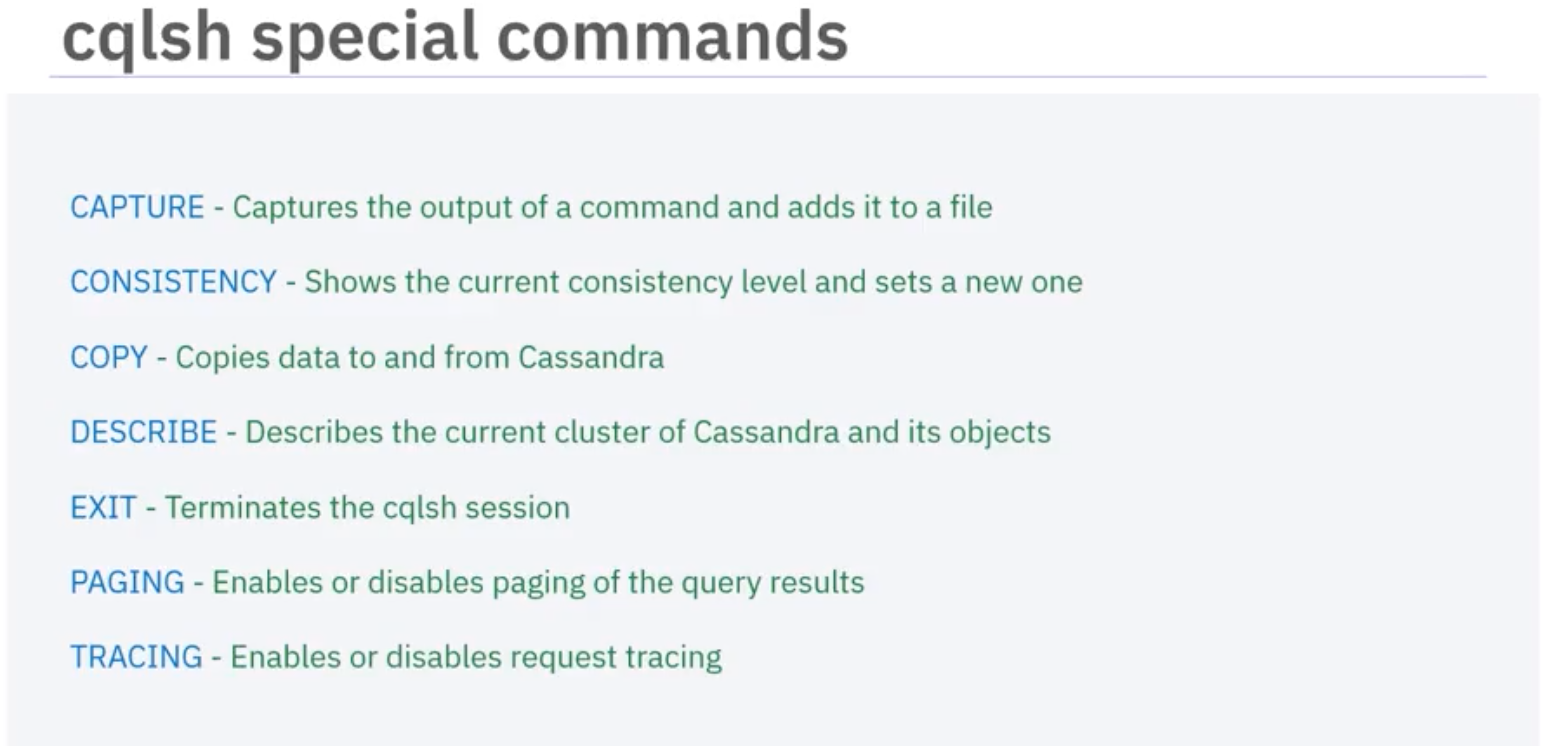 cqlsh special commands
CAPTURE - Captures the output of a command and adds it to a file
CONSISTENCY - Shows the current consistency level and sets a new one
COPY - Copies data to and from Cassandra
DESCRIBE - Describes the current cluster of Cassandra and its objects
EXIT - Terminates the cqlsh session
PAGING - Enables or disables paging of the query results
TRACING - Enables or disables request tracing